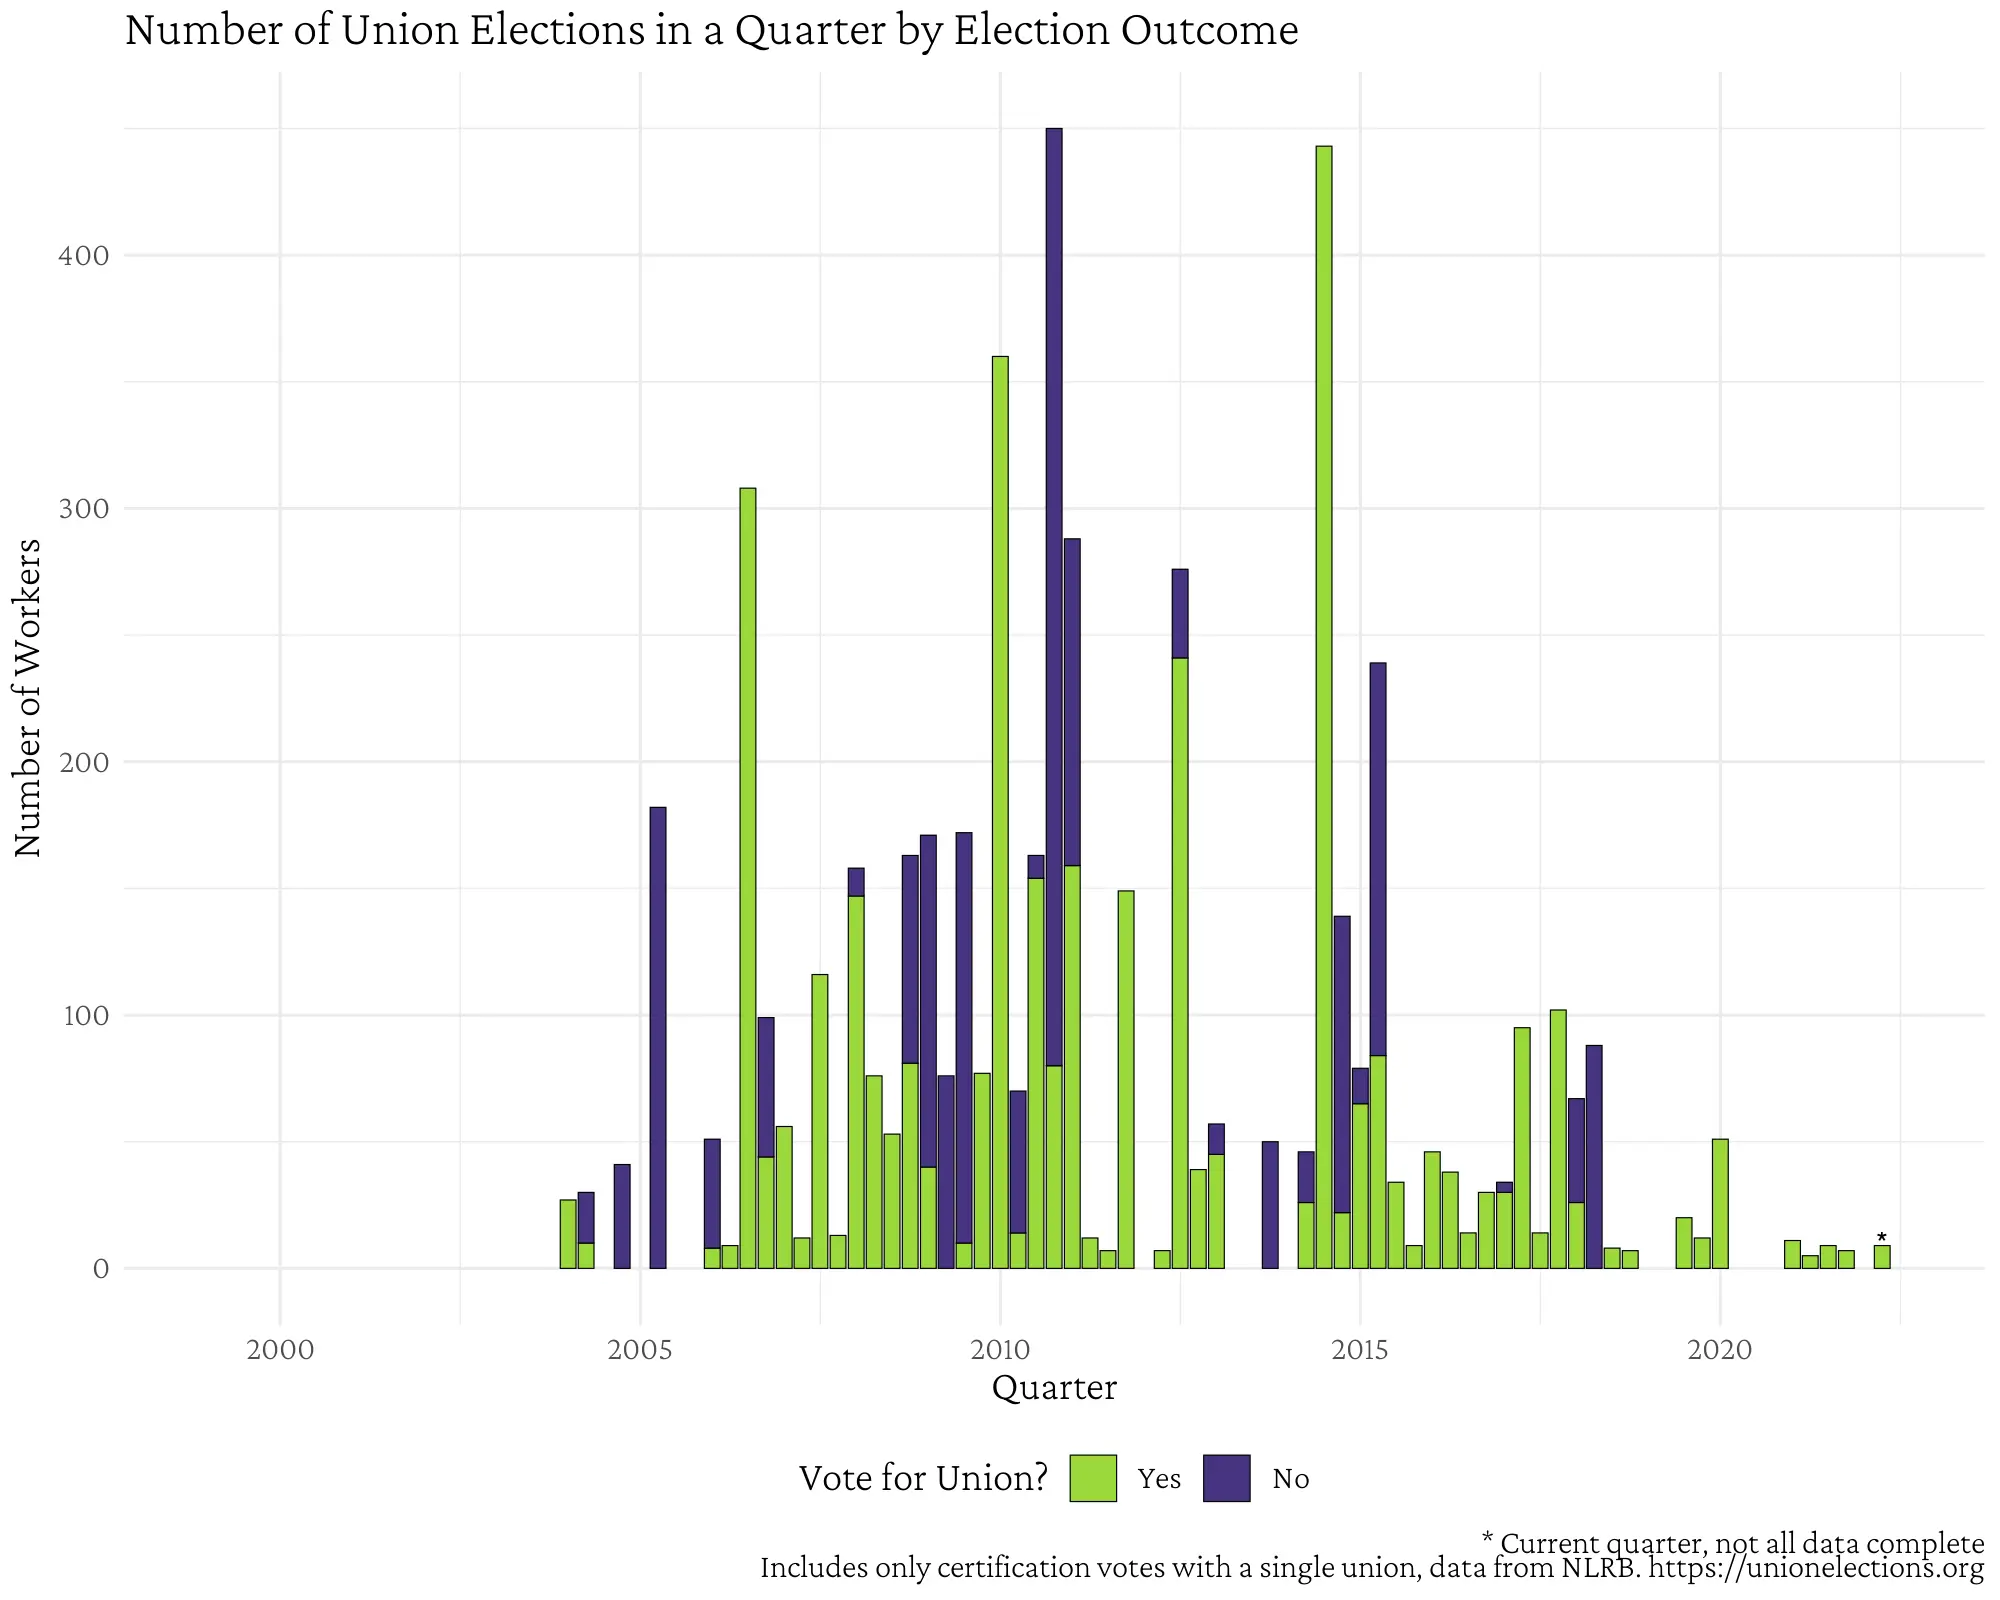 Number of Union Elections in a Quarter by Election Outcome
Number of Workers
400
300
200
100
0
*
2000 2005 2010 2015 2020
Quarter
Vote for Union? Yes No
* Current quarter, not all data complete
Includes only certification votes with a single union, data from NLRB. https://unionelections.org